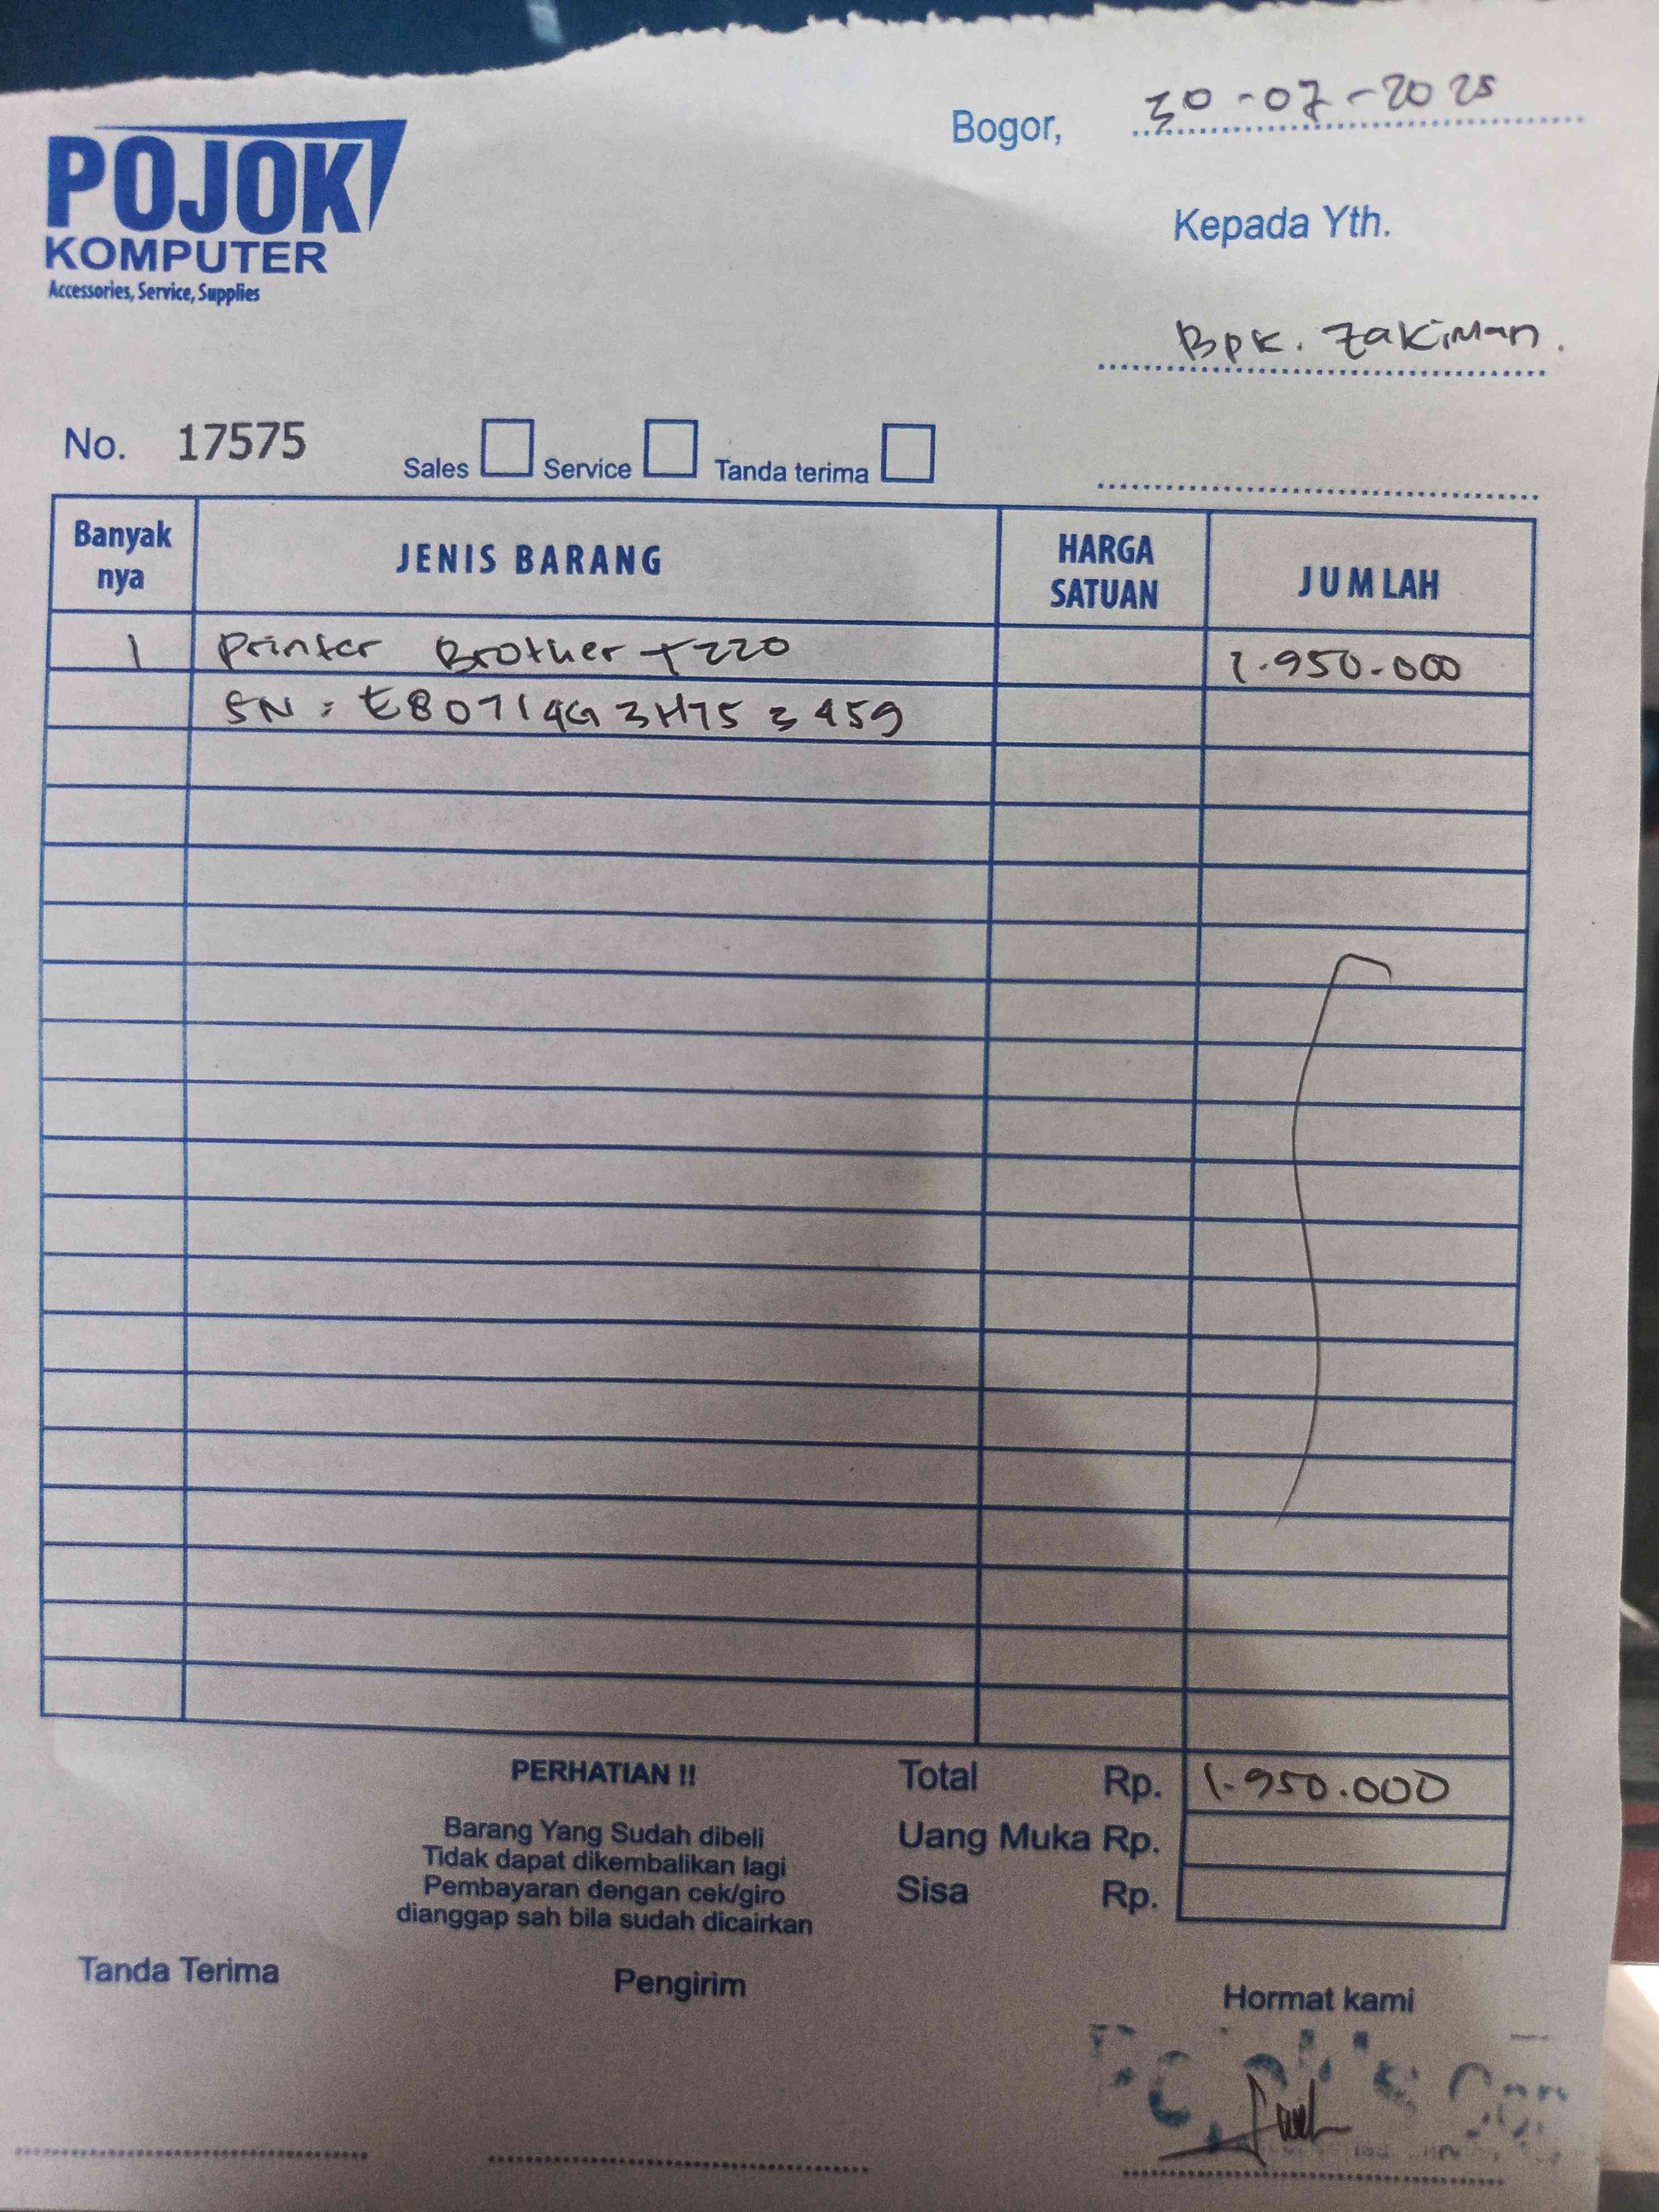 Bogor, 30-07-2025
POJOK
KOMPUTER
Accessories, Service, Supplies
Kepada Yth.
Bpk. Zakiman.
No. 17575 Sales Service Tanda terima
Banyak nya JENIS BARANG HARGA SATUAN JUMLAH
1 Printer Brother T220 1.950.000
SN : E80714G3H753459
PERHATIAN !! Total Rp. 1.950.000
Barang Yang Sudah dibeli Uang Muka Rp.
Tidak dapat dikembalikan lagi
Pembayaran dengan cek/giro Sisa Rp.
dianggap sah bila sudah dicairkan
Tanda Terima Pengirim Hormat kami